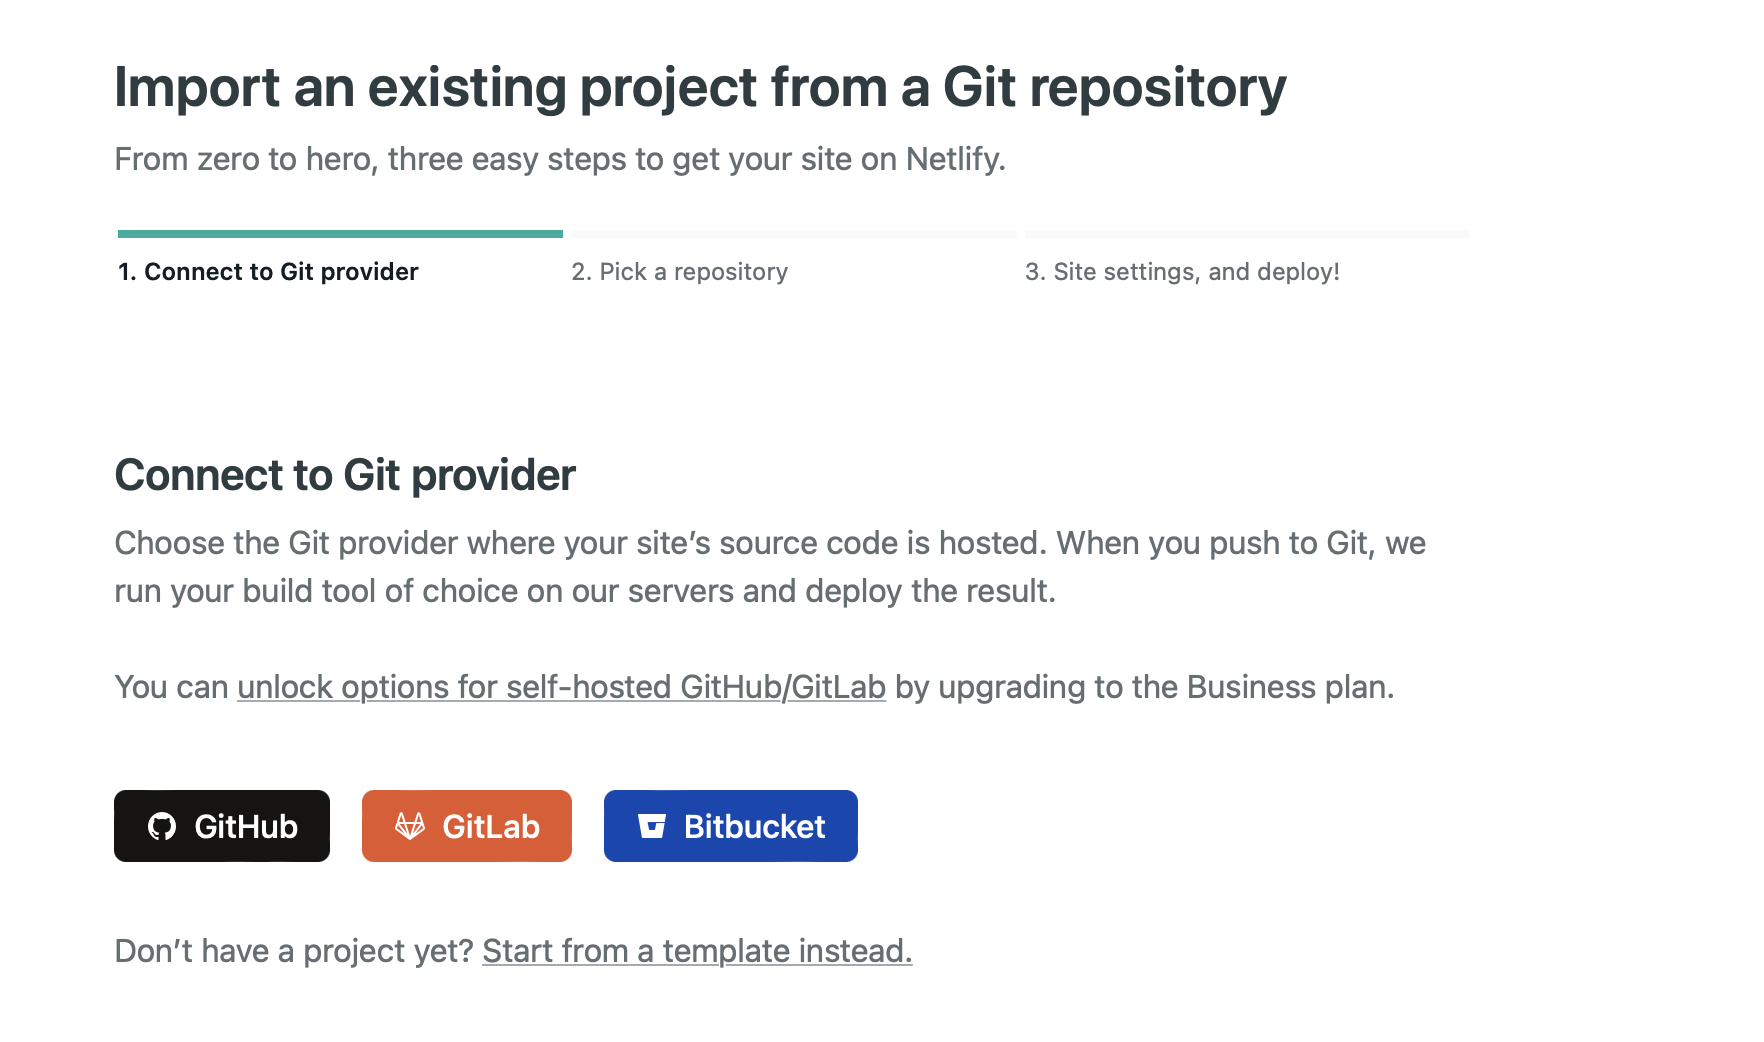 Import an existing project from a Git repository
From zero to hero, three easy steps to get your site on Netlify.
1. Connect to Git provider
2. Pick a repository
3. Site settings, and deploy!
Connect to Git provider
Choose the Git provider where your site’s source code is hosted. When you push to Git, we
run your build tool of choice on our servers and deploy the result.
You can unlock options for self-hosted GitHub/GitLab by upgrading to the Business plan.
GitHub
GitLab
Bitbucket
Don’t have a project yet? Start from a template instead.